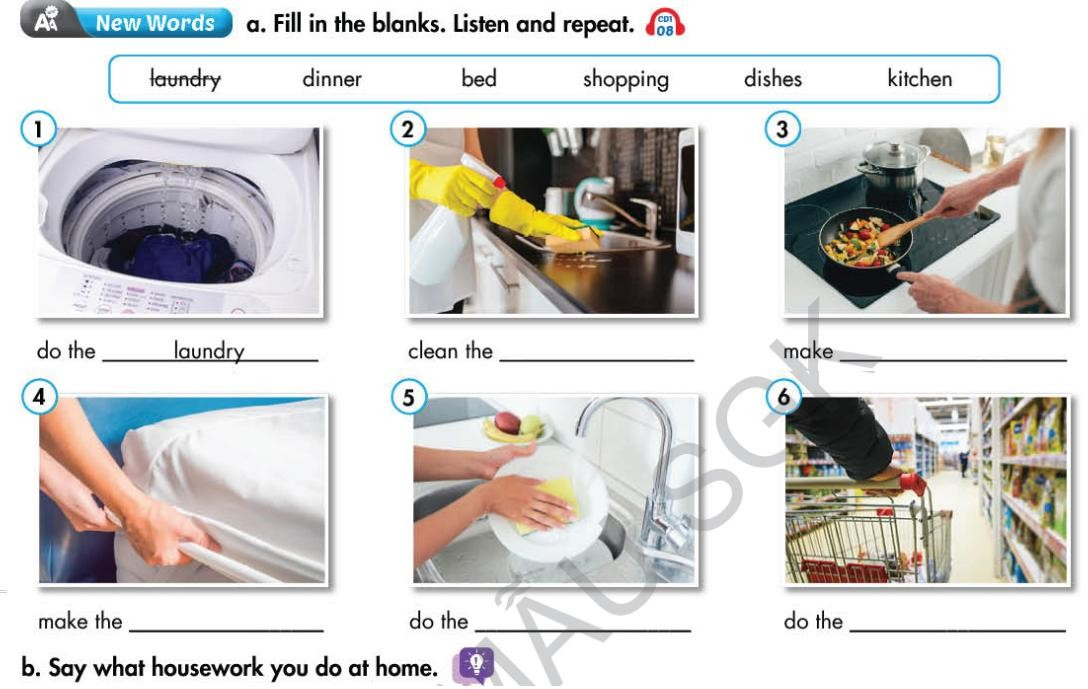 New Words a. Fill in the blanks. Listen and repeat. CD1 08
laundry dinner bed shopping dishes kitchen
1 2 3
do the laundry clean the make
4 5 6
make the do the do the
MẪU SGK
b. Say what housework you do at home.